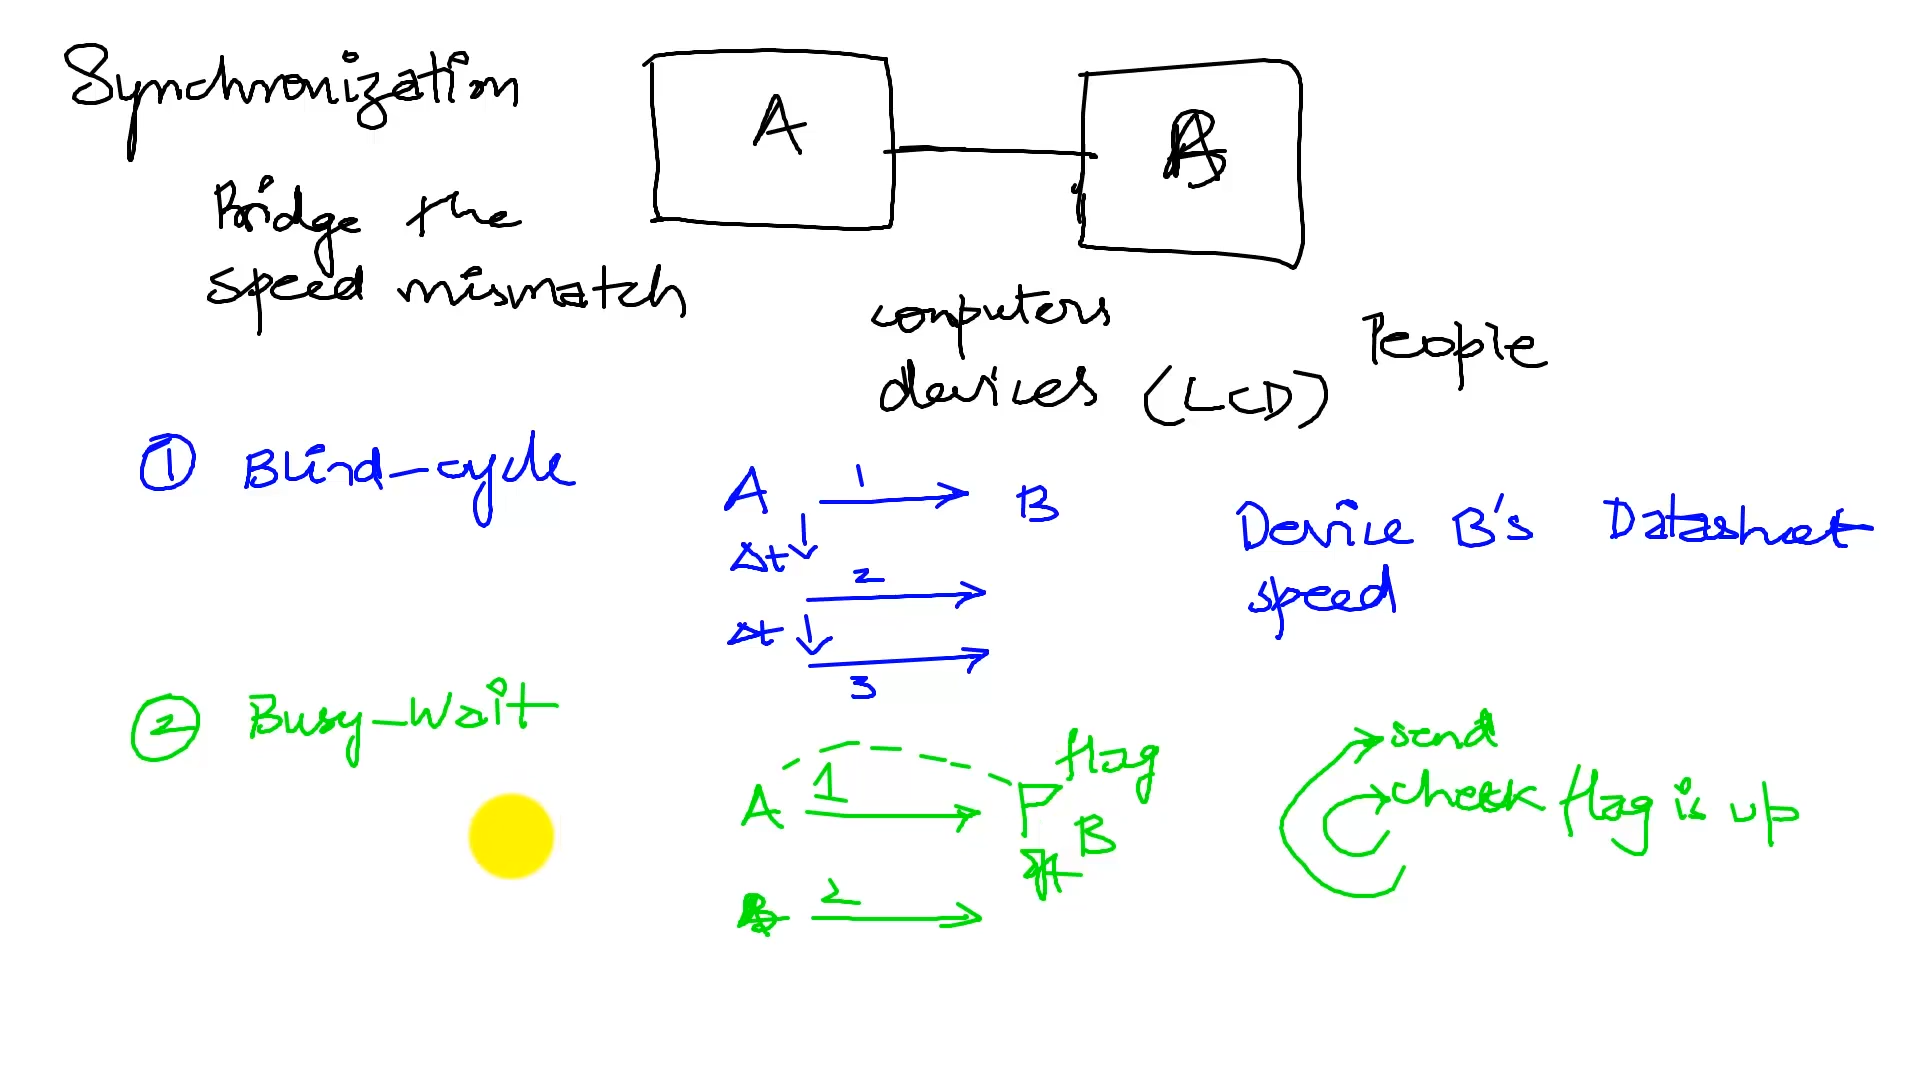 Synchronization
A
B
Bridge the
speed mismatch
computers
devices (LCD)
People
① Blind-cycle
A 1 B
Δt
2
Δt
3
Device B's Datasheet
speed
② Busy-Wait
A 1 flag
B
2
send
check flag is up